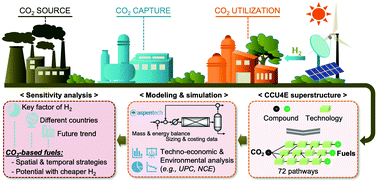 CO2 SOURCE
CO2 CAPTURE
CO2 UTILIZATION
H2
< Sensitivity analysis >
Key factor of H2
Different countries
Future trend
CO2-based fuels:
- Spatial & temporal strategies
- Potential with cheaper H2
< Modeling & simulation >
aspentech
Mass & energy balance
Sizing & costing data
Techno-economic &
Environmental analysis
(e.g., UPC, NCE)
< CCU4E superstructure >
Compound
Technology
CO2
Fuels
72 pathways